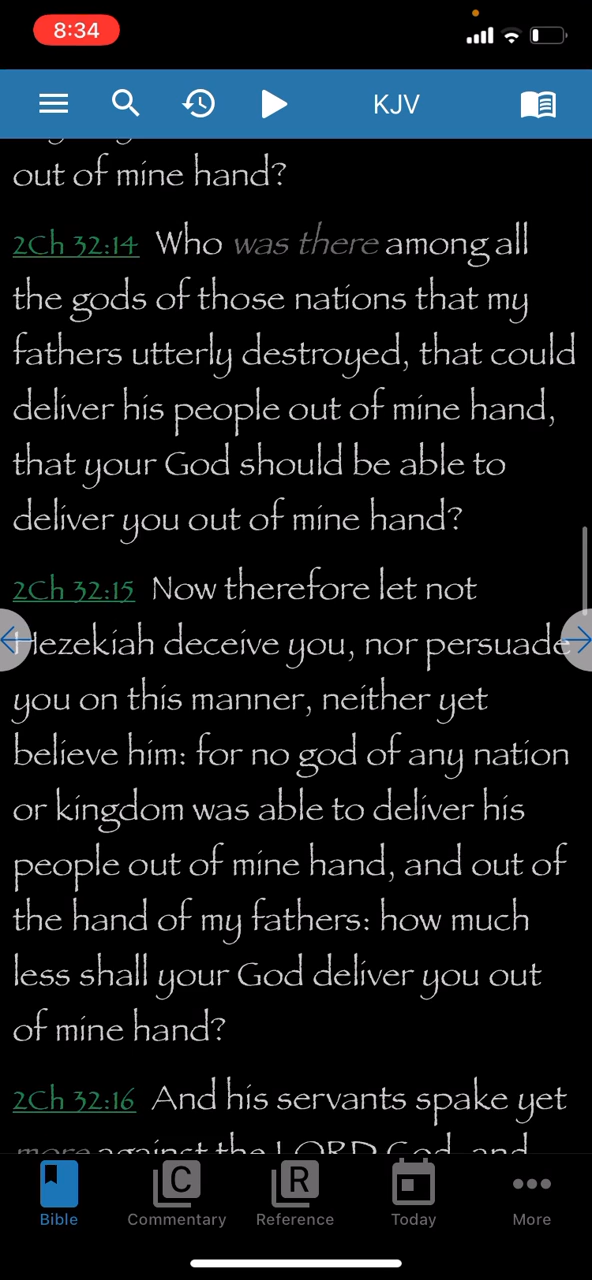 8:34
KJV
out of mine hand?
2Ch 32:14 Who was there among all
the gods of those nations that my
fathers utterly destroyed, that could
deliver his people out of mine hand,
that your God should be able to
deliver you out of mine hand?
2Ch 32:15 Now therefore let not
Hezekiah deceive you, nor persuade
you on this manner, neither yet
believe him: for no god of any nation
or kingdom was able to deliver his
people out of mine hand, and out of
the hand of my fathers: how much
less shall your God deliver you out
of mine hand?
2Ch 32:16 And his servants spake yet
more against the LORD God, and
Bible
Commentary
Reference
Today
More